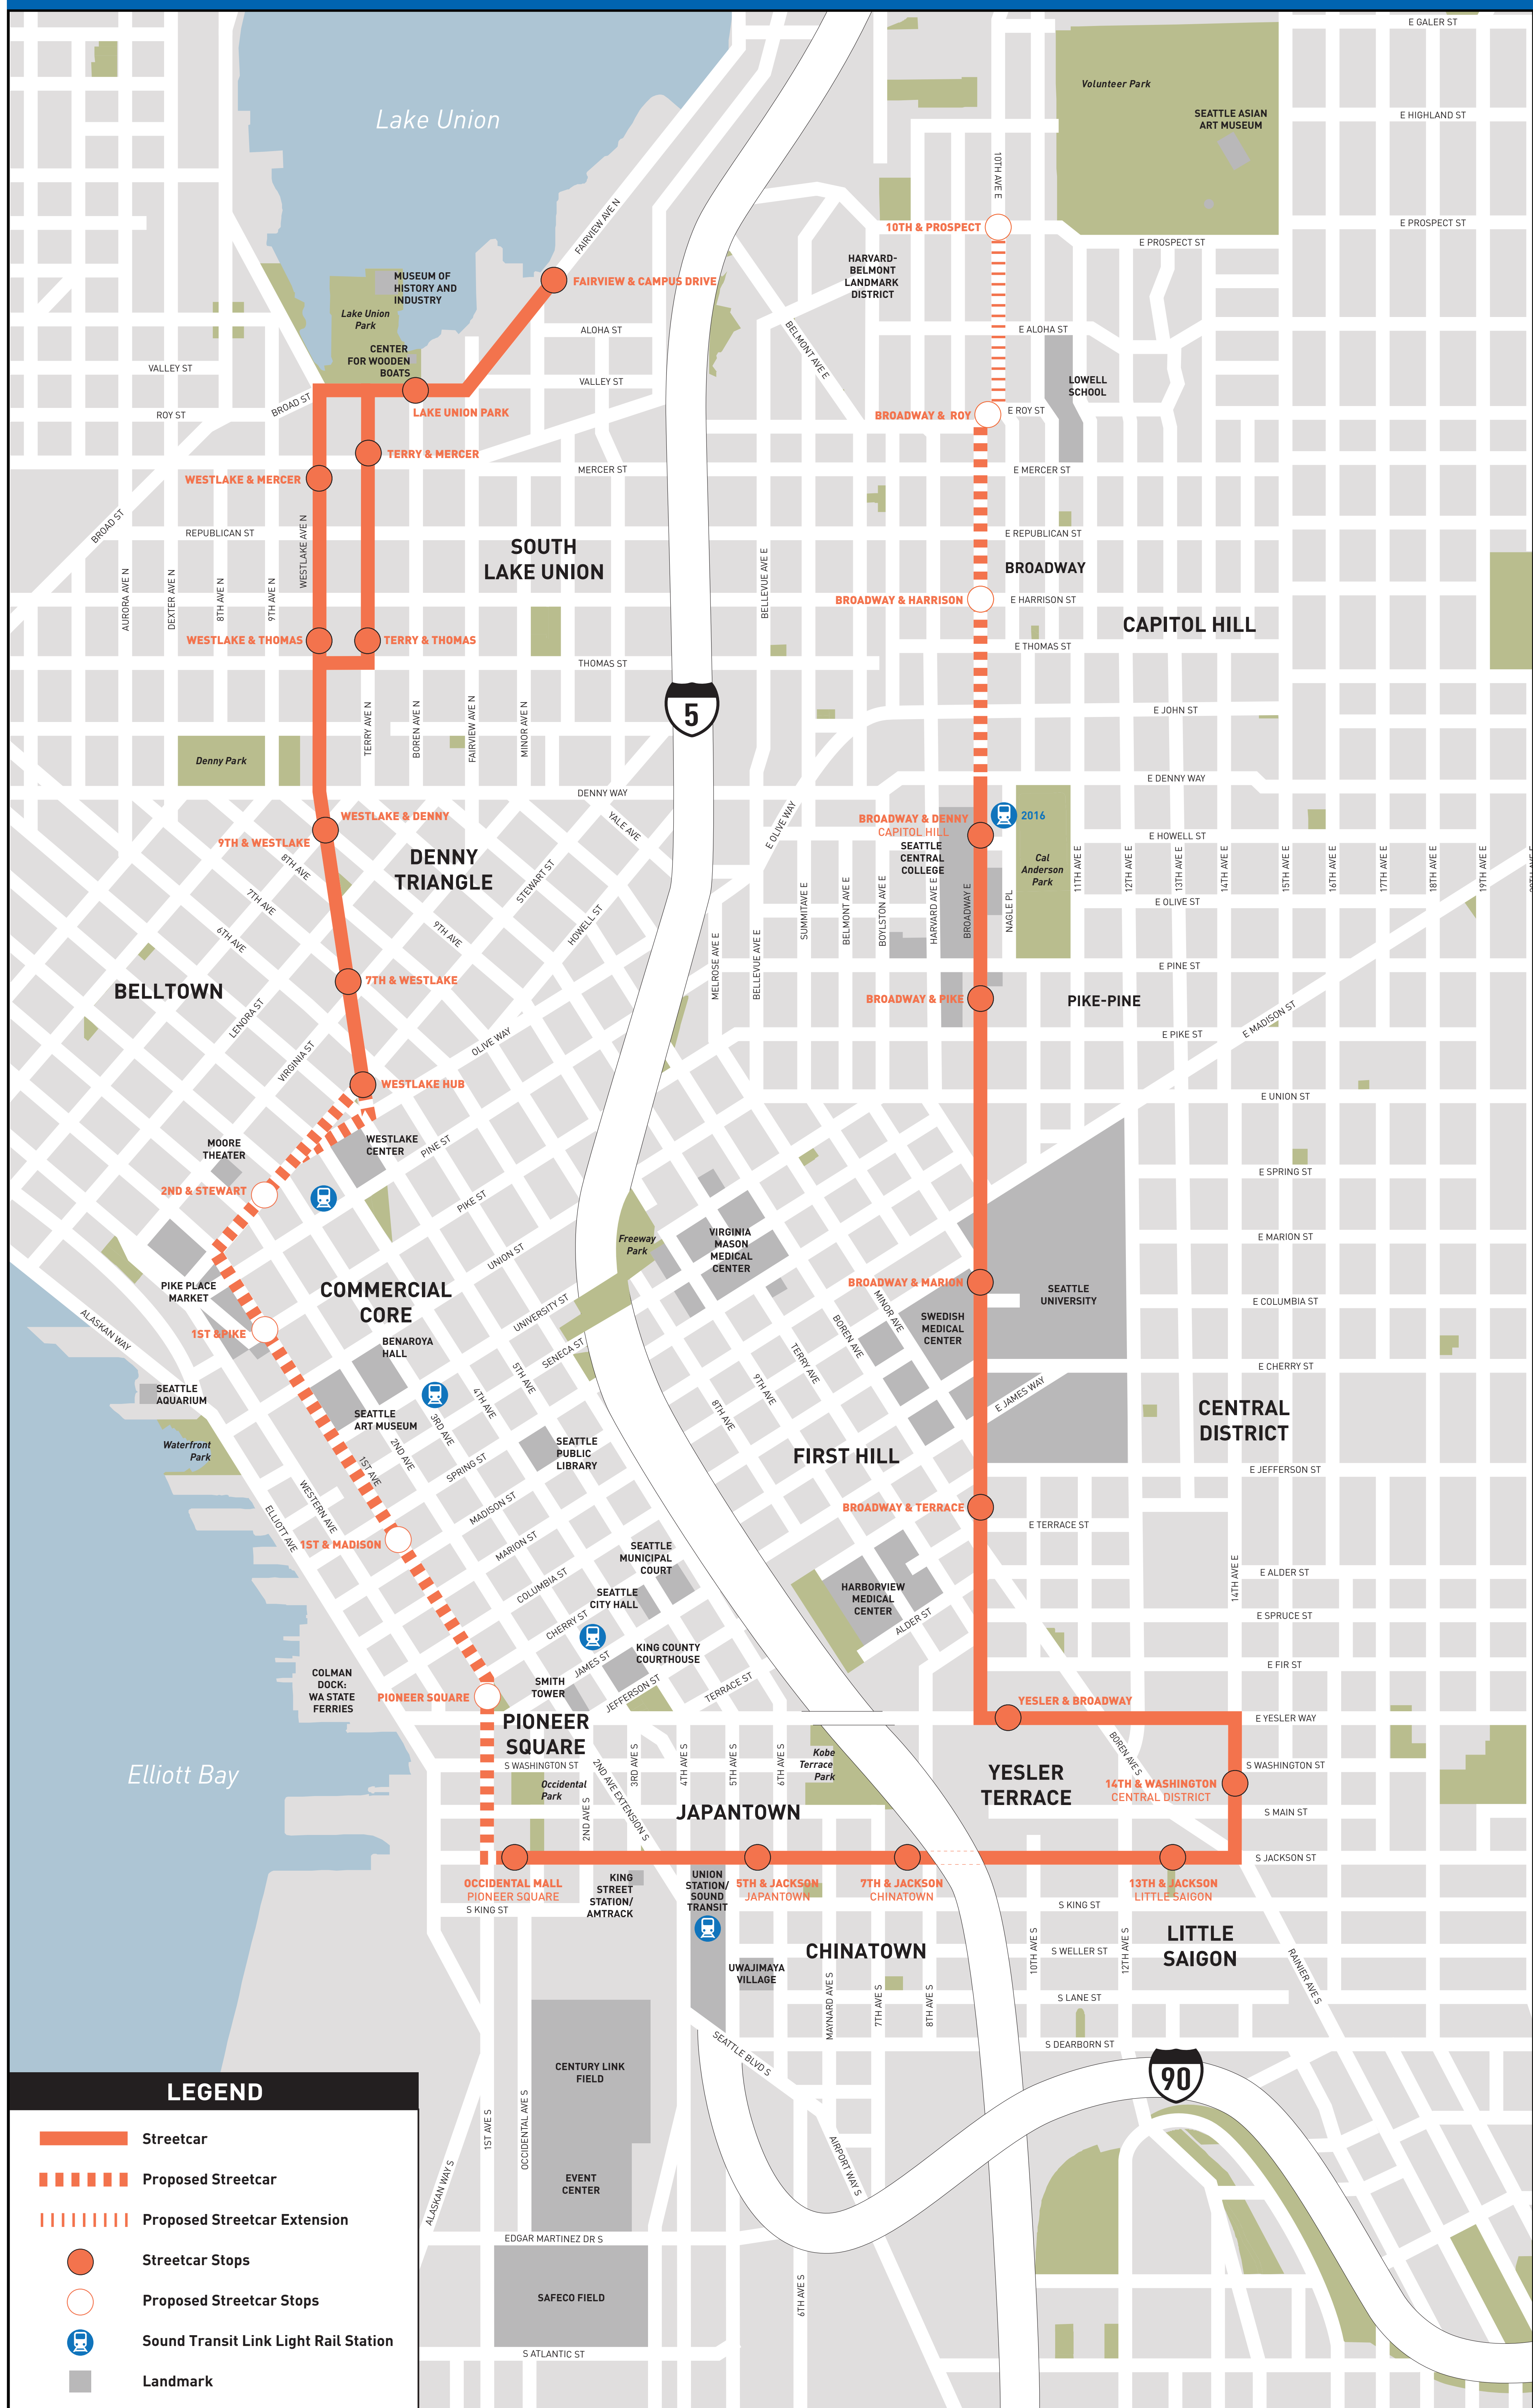 E GALER ST
Lake Union
Volunteer Park
SEATTLE ASIAN
ART MUSEUM
E HIGHLAND ST
10TH AVE E
FAIRVIEW AVE N
10TH & PROSPECT
E PROSPECT ST
E PROSPECT ST
MUSEUM OF
HISTORY AND
INDUSTRY
FAIRVIEW & CAMPUS DRIVE
HARVARD-
BELMONT
LANDMARK
DISTRICT
Lake Union
Park
ALOHA ST
E ALOHA ST
BELMONT AVE E
CENTER
FOR WOODEN
BOATS
VALLEY ST
VALLEY ST
LOWELL
SCHOOL
BROAD ST
ROY ST
LAKE UNION PARK
BROADWAY & ROY
E ROY ST
TERRY & MERCER
WESTLAKE & MERCER
MERCER ST
E MERCER ST
BROAD ST
REPUBLICAN ST
WESTLAKE AVE N
E REPUBLICAN ST
SOUTH
LAKE UNION
BROADWAY
AURORA AVE N
DEXTER AVE N
8TH AVE N
9TH AVE N
BELLEVUE AVE E
BROADWAY & HARRISON
E HARRISON ST
CAPITOL HILL
WESTLAKE & THOMAS
TERRY & THOMAS
E THOMAS ST
THOMAS ST
5
TERRY AVE N
BOREN AVE N
FAIRVIEW AVE N
MINOR AVE N
E JOHN ST
Denny Park
DENNY WAY
E DENNY WAY
WESTLAKE & DENNY
9TH & WESTLAKE
YALE AVE
E OLIVE WAY
BROADWAY & DENNY
CAPITOL HILL
2016
E HOWELL ST
SEATTLE
CENTRAL
COLLEGE
Cal
Anderson
Park
DENNY
TRIANGLE
8TH AVE
7TH AVE
6TH AVE
STEWART ST
9TH AVE
HOWELL ST
SUMMITAVE E
BELMONT AVE E
BOYLSTON AVE E
HARVARD AVE E
BROADWAY E
NAGLE PL
11TH AVE E
12TH AVE E
13TH AVE E
14TH AVE E
15TH AVE E
16TH AVE E
17TH AVE E
18TH AVE E
19TH AVE E
E OLIVE ST
MELROSE AVE E
BELLEVUE AVE E
7TH & WESTLAKE
E PINE ST
BELLTOWN
LENORA ST
VIRGINIA ST
OLIVE WAY
BROADWAY & PIKE
PIKE-PINE
E PIKE ST
E MADISON ST
WESTLAKE HUB
E UNION ST
MOORE
THEATER
WESTLAKE
CENTER
PINE ST
E SPRING ST
2ND & STEWART
PIKE ST
Freeway
Park
VIRGINIA
MASON
MEDICAL
CENTER
E MARION ST
UNION ST
PIKE PLACE
MARKET
COMMERCIAL
CORE
BROADWAY & MARION
SEATTLE
UNIVERSITY
E COLUMBIA ST
ALASKAN WAY
1ST &PIKE
UNIVERSITY ST
SENECA ST
BENAROYA
HALL
MINOR AVE
BOREN AVE
TERRY AVE
SWEDISH
MEDICAL
CENTER
E CHERRY ST
SEATTLE
AQUARIUM
5TH AVE
4TH AVE
3RD AVE
2ND AVE
1ST AVE
9TH AVE
8TH AVE
E JAMES WAY
SEATTLE
ART MUSEUM
CENTRAL
DISTRICT
Waterfront
Park
SEATTLE
PUBLIC
LIBRARY
FIRST HILL
SPRING ST
E JEFFERSON ST
WESTERN AVE
ELLIOTT AVE
MADISON ST
BROADWAY & TERRACE
E TERRACE ST
1ST & MADISON
MARION ST
SEATTLE
MUNICIPAL
COURT
COLUMBIA ST
SEATTLE
CITY HALL
HARBORVIEW
MEDICAL
CENTER
14TH AVE E
E ALDER ST
ALDER ST
E SPRUCE ST
CHERRY ST
JAMES ST
KING COUNTY
COURTHOUSE
E FIR ST
COLMAN
DOCK:
WA STATE
FERRIES
PIONEER SQUARE
SMITH
TOWER
JEFFERSON ST
TERRACE ST
YESLER & BROADWAY
E YESLER WAY
PIONEER
SQUARE
BOREN AVE S
S WASHINGTON ST
S WASHINGTON ST
3RD AVE S
4TH AVE S
5TH AVE S
6TH AVE S
Kobe
Terrace
Park
YESLER
TERRACE
14TH & WASHINGTON
CENTRAL DISTRICT
Elliott Bay
Occidental
Park
2ND AVE EXTENSION S
2ND AVE S
JAPANTOWN
S MAIN ST
S JACKSON ST
OCCIDENTAL MALL
PIONEER SQUARE
KING
STREET
STATION/
AMTRACK
UNION
STATION/
SOUND
TRANSIT
5TH & JACKSON
JAPANTOWN
7TH & JACKSON
CHINATOWN
13TH & JACKSON
LITTLE SAIGON
S KING ST
S KING ST
CHINATOWN
10TH AVE S
S WELLER ST
12TH AVE S
LITTLE
SAIGON
UWAJIMAYA
VILLAGE
MAYNARD AVE S
7TH AVE S
8TH AVE S
S LANE ST
RAINIER AVE S
SEATTLE BLVD S
S DEARBORN ST
CENTURY LINK
FIELD
90
1ST AVE S
OCCIDENTAL AVE S
ALASKAN WAY S
AIRPORT WAY S
EVENT
CENTER
EDGAR MARTINEZ DR S
SAFECO FIELD
6TH AVE S
S ATLANTIC ST
LEGEND
Streetcar
Proposed Streetcar
Proposed Streetcar Extension
Streetcar Stops
Proposed Streetcar Stops
Sound Transit Link Light Rail Station
Landmark